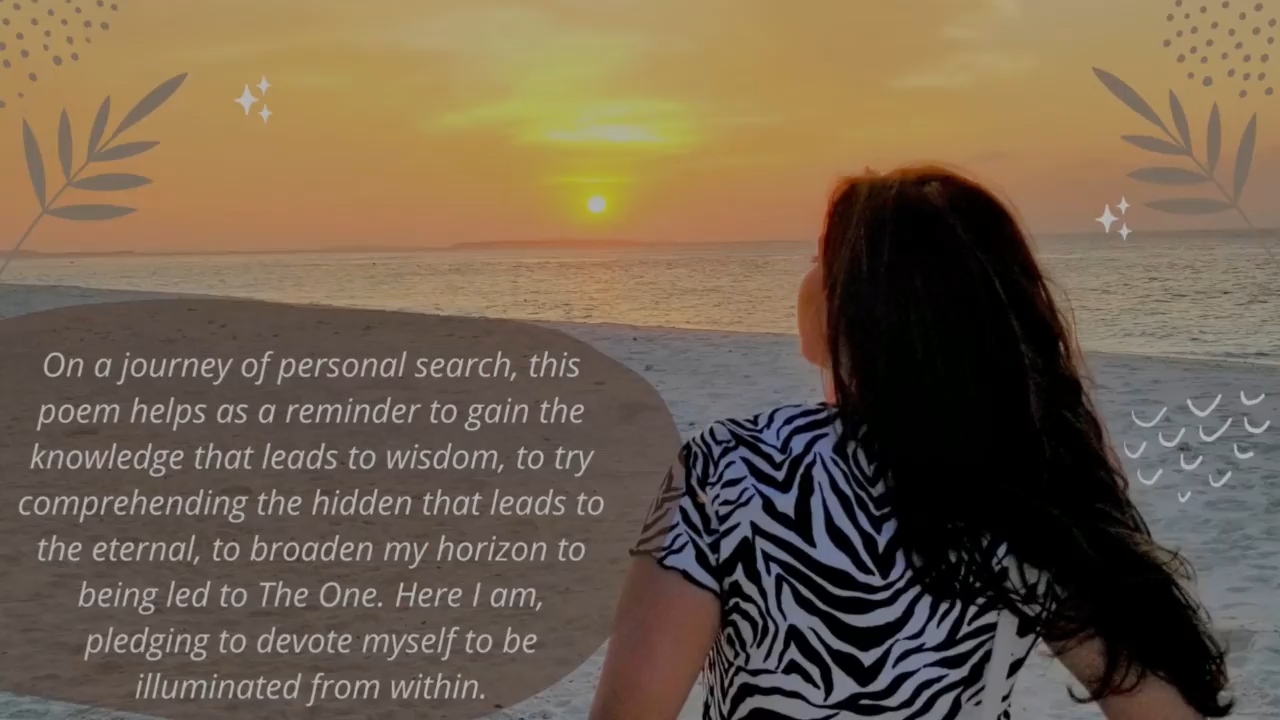 On a journey of personal search, this
poem helps as a reminder to gain the
knowledge that leads to wisdom, to try
comprehending the hidden that leads to
the eternal, to broaden my horizon to
being led to The One. Here I am,
pledging to devote myself to be
illuminated from within.